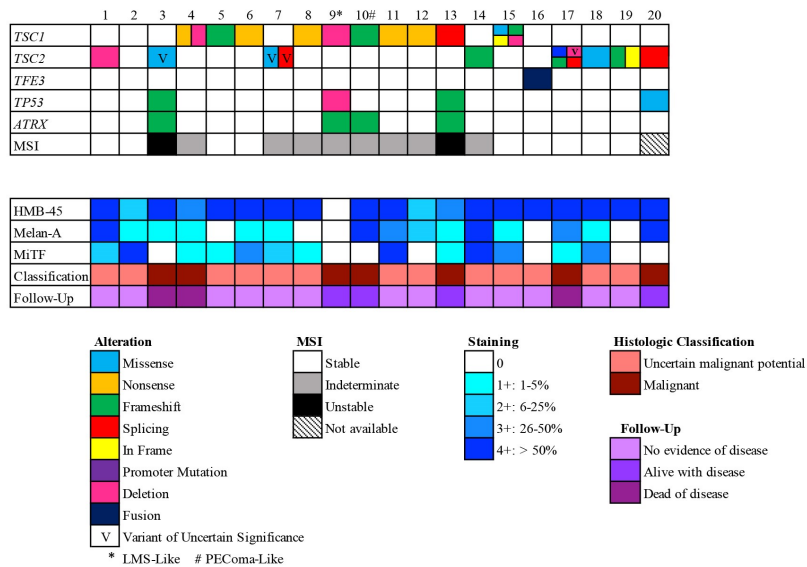 1 2 3 4 5 6 7 8 9* 10# 11 12 13 14 15 16 17 18 19 20
TSC1
TSC2 V V V V
TFE3
TP53
ATRX
MSI
HMB-45
Melan-A
MiTF
Classification
Follow-Up
Alteration
Missense
Nonsense
Frameshift
Splicing
In Frame
Promoter Mutation
Deletion
Fusion
V Variant of Uncertain Significance
* LMS-Like # PEComa-Like
MSI
Stable
Indeterminate
Unstable
Not available
Staining
0
1+: 1-5%
2+: 6-25%
3+: 26-50%
4+: > 50%
Histologic Classification
Uncertain malignant potential
Malignant
Follow-Up
No evidence of disease
Alive with disease
Dead of disease